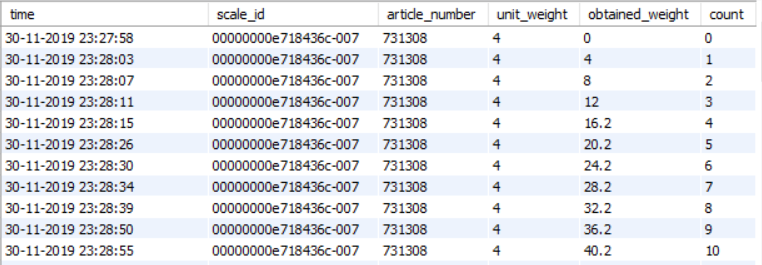 time scale_id article_number unit_weight obtained_weight count
30-11-2019 23:27:58 00000000e718436c-007 731308 4 0 0
30-11-2019 23:28:03 00000000e718436c-007 731308 4 4 1
30-11-2019 23:28:07 00000000e718436c-007 731308 4 8 2
30-11-2019 23:28:11 00000000e718436c-007 731308 4 12 3
30-11-2019 23:28:15 00000000e718436c-007 731308 4 16.2 4
30-11-2019 23:28:26 00000000e718436c-007 731308 4 20.2 5
30-11-2019 23:28:30 00000000e718436c-007 731308 4 24.2 6
30-11-2019 23:28:34 00000000e718436c-007 731308 4 28.2 7
30-11-2019 23:28:39 00000000e718436c-007 731308 4 32.2 8
30-11-2019 23:28:50 00000000e718436c-007 731308 4 36.2 9
30-11-2019 23:28:55 00000000e718436c-007 731308 4 40.2 10